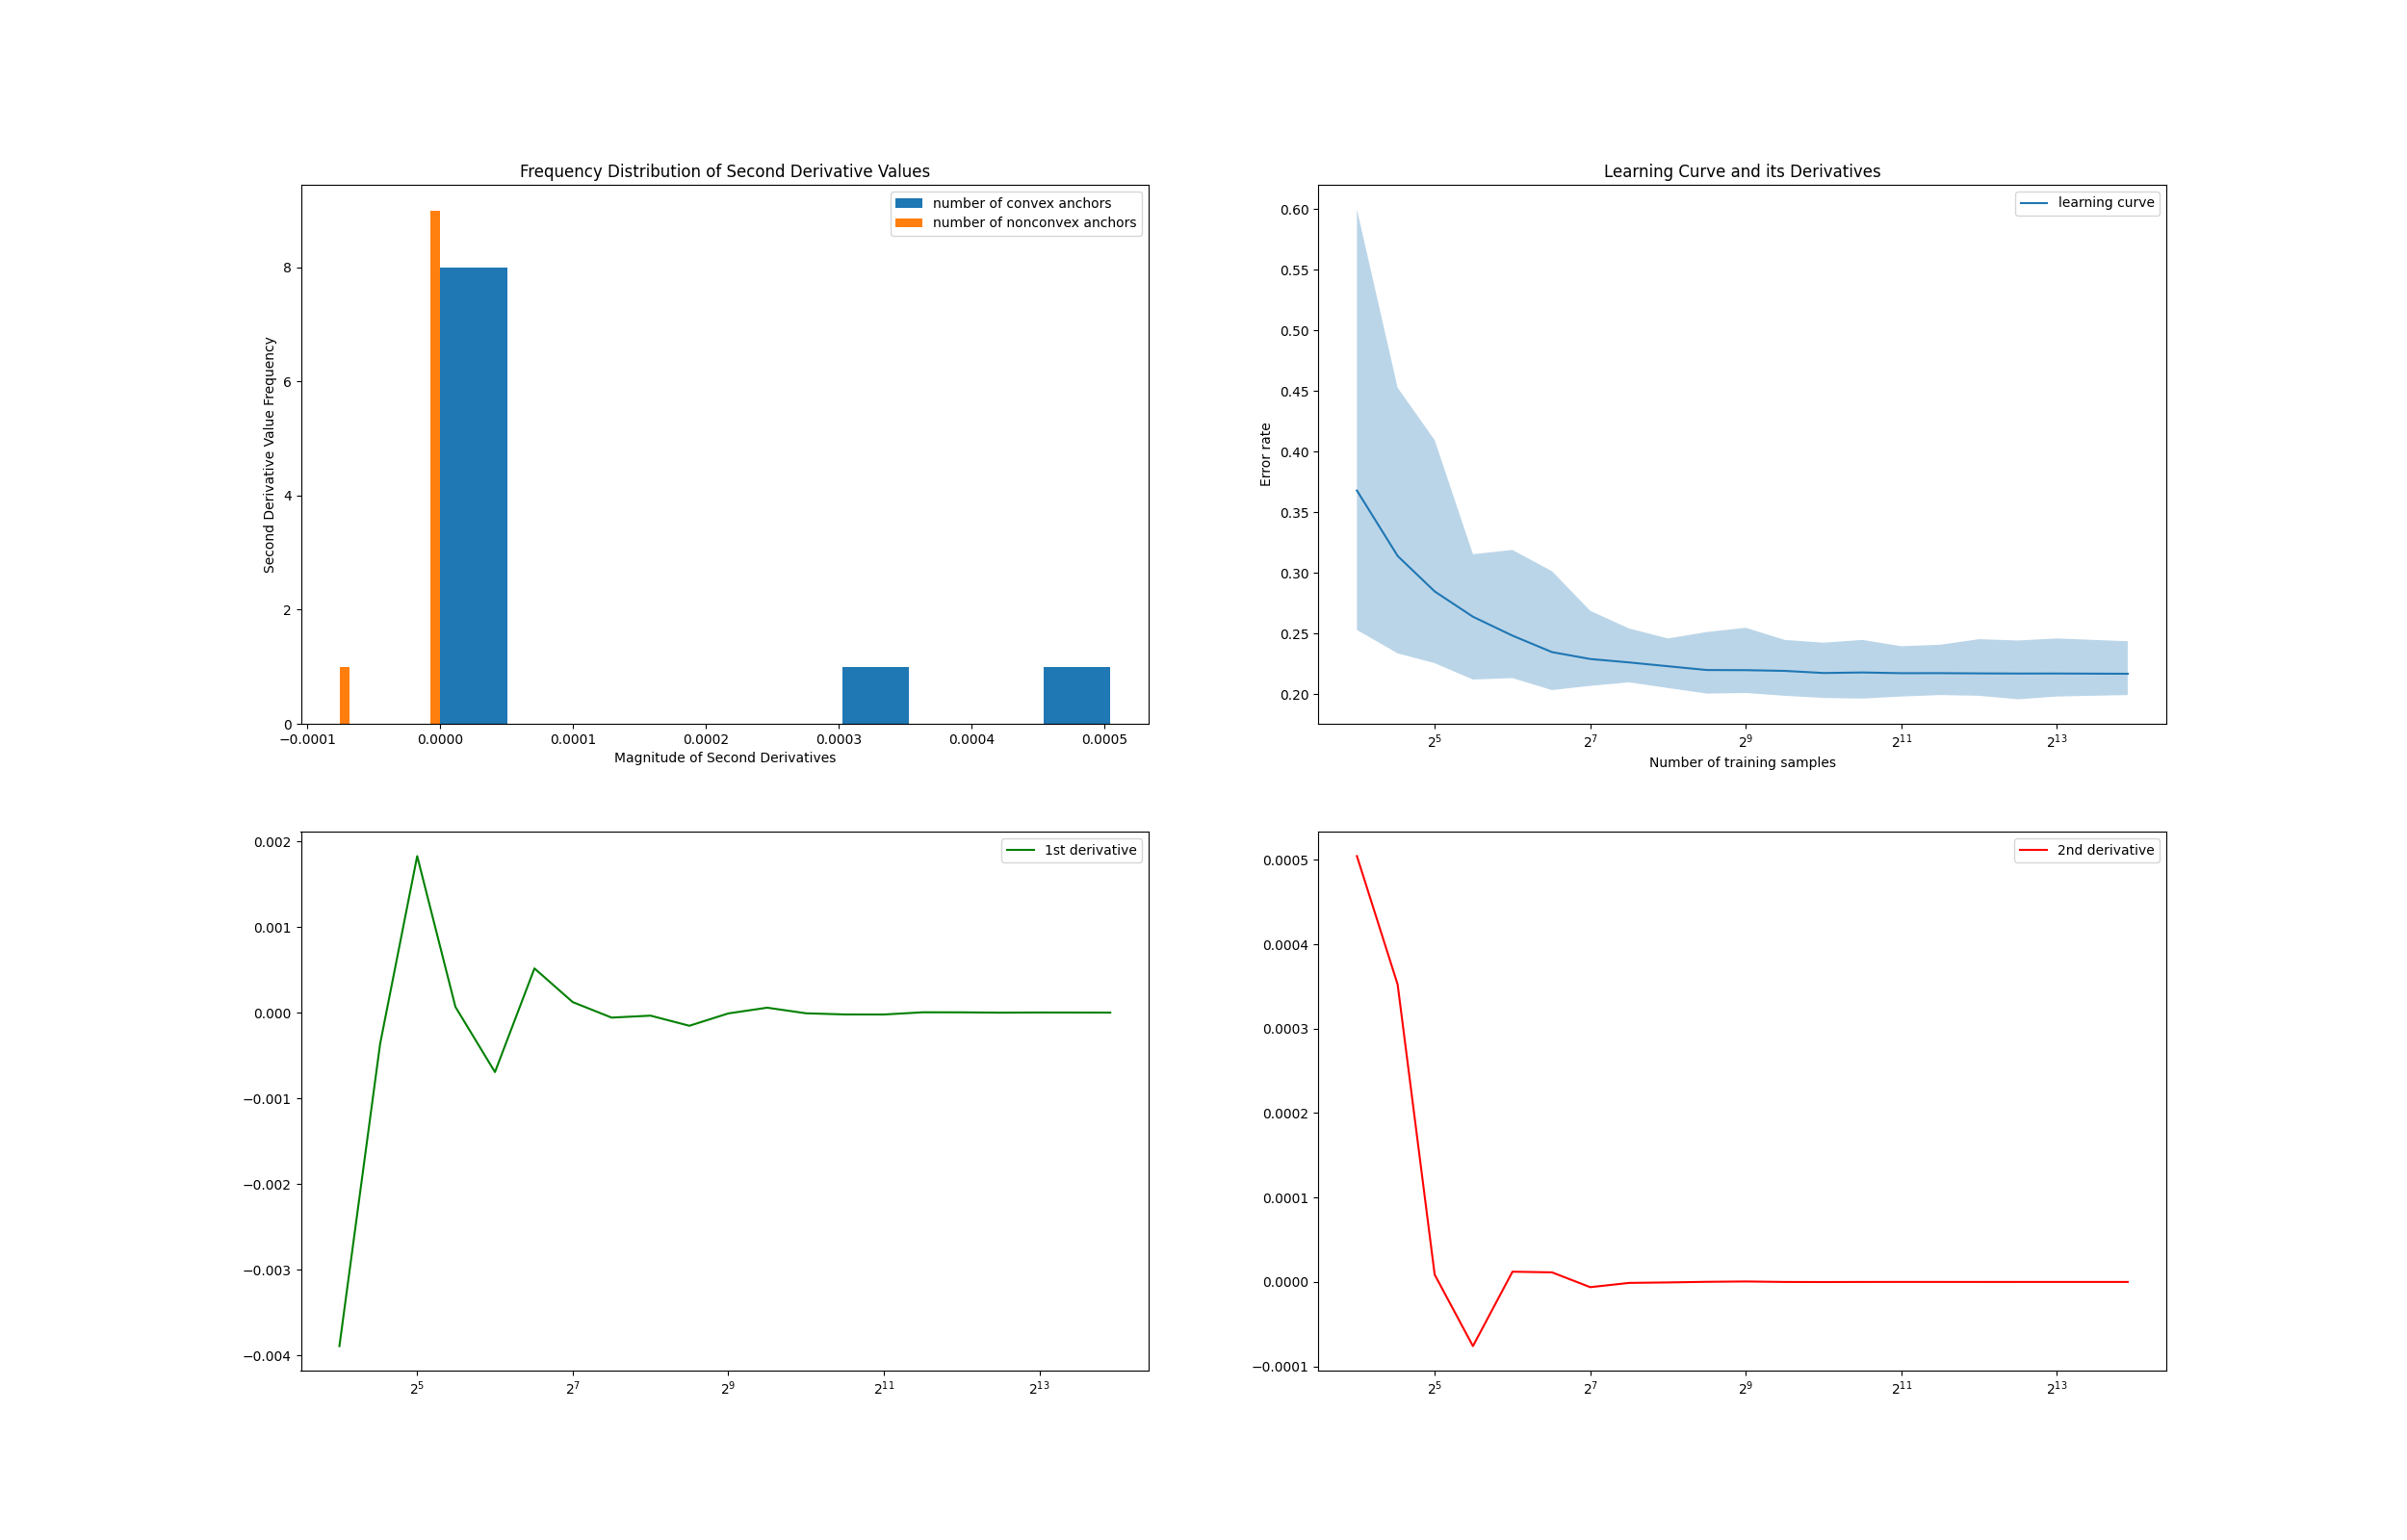 Frequency Distribution of Second Derivative Values
number of convex anchors
number of nonconvex anchors
Second Derivative Value Frequency
8
6
4
2
0
−0.0001 0.0000 0.0001 0.0002 0.0003 0.0004 0.0005
Magnitude of Second Derivatives
Learning Curve and its Derivatives
learning curve
Error rate
0.60
0.55
0.50
0.45
0.40
0.35
0.30
0.25
0.20
2^5 2^7 2^9 2^11 2^13
Number of training samples
1st derivative
0.002
0.001
0.000
−0.001
−0.002
−0.003
−0.004
2^5 2^7 2^9 2^11 2^13
2nd derivative
0.0005
0.0004
0.0003
0.0002
0.0001
0.0000
−0.0001
2^5 2^7 2^9 2^11 2^13